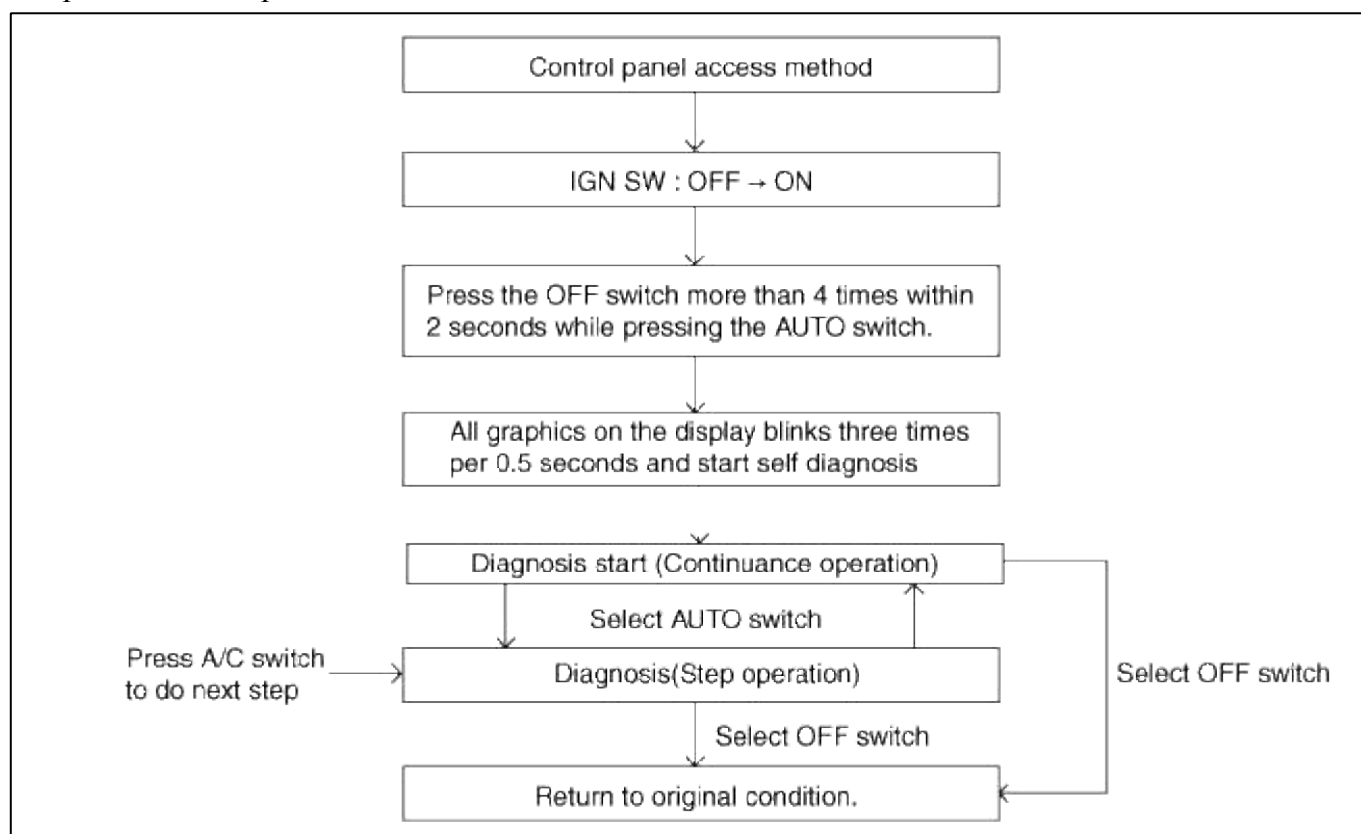 Control panel access method
IGN SW : OFF → ON
Press the OFF switch more than 4 times within
2 seconds while pressing the AUTO switch.
All graphics on the display blinks three times
per 0.5 seconds and start self diagnosis
Diagnosis start (Continuance operation)
Select AUTO switch
Press A/C switch
to do next step
Diagnosis(Step operation)
Select OFF switch
Select OFF switch
Return to original condition.